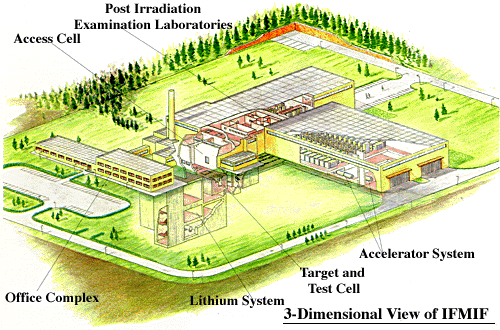 Post Irradiation
Examination Laboratories
Access Cell
Accelerator System
Target and
Test Cell
Office Complex
Lithium System
3-Dimensional View of IFMIF